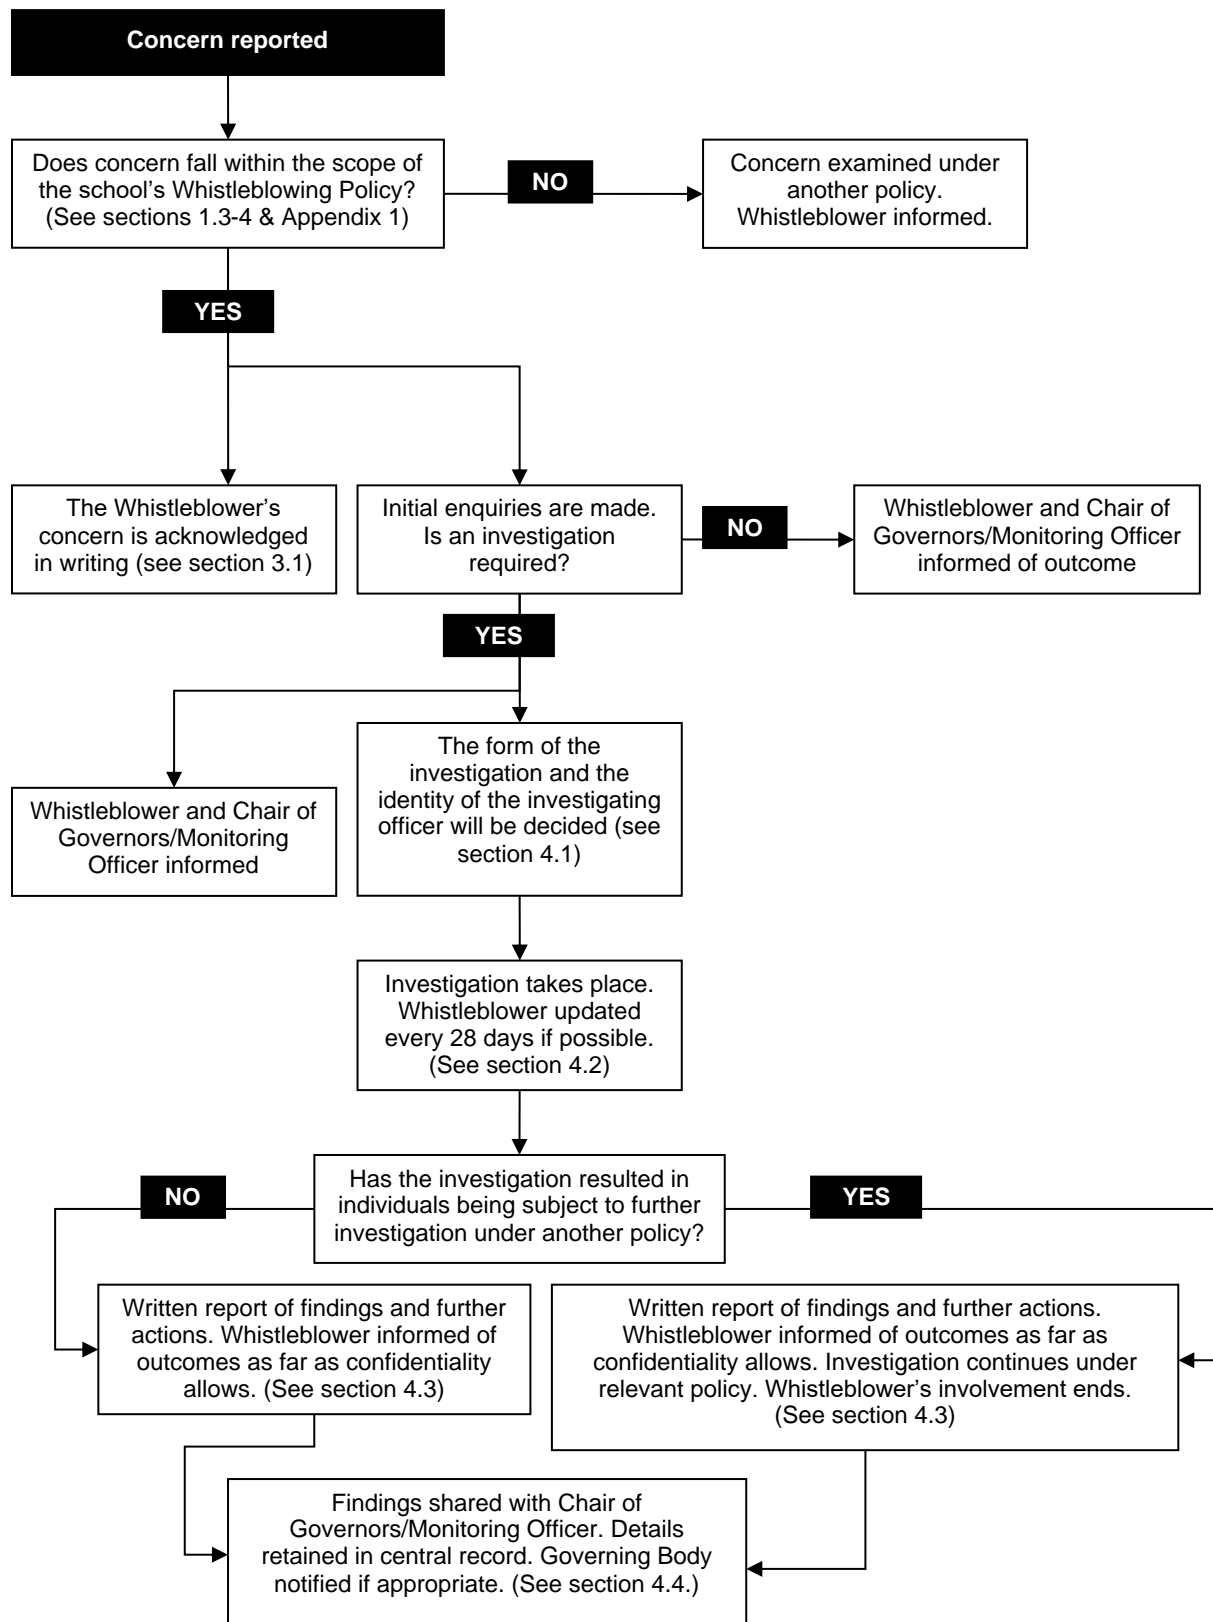 Concern reported
Does concern fall within the scope of
the school's Whistleblowing Policy?
(See sections 1.3-4 & Appendix 1)
NO
Concern examined under
another policy.
Whistleblower informed.
YES
The Whistleblower's
concern is acknowledged
in writing (see section 3.1)
Initial enquiries are made.
Is an investigation
required?
NO
Whistleblower and Chair of
Governors/Monitoring Officer
informed of outcome
YES
Whistleblower and Chair of
Governors/Monitoring
Officer informed
The form of the
investigation and the
identity of the investigating
officer will be decided (see
section 4.1)
Investigation takes place.
Whistleblower updated
every 28 days if possible.
(See section 4.2)
Has the investigation resulted in
individuals being subject to further
investigation under another policy?
NO
YES
Written report of findings and further
actions. Whistleblower informed of
outcomes as far as confidentiality
allows. (See section 4.3)
Written report of findings and further actions.
Whistleblower informed of outcomes as far as
confidentiality allows. Investigation continues under
relevant policy. Whistleblower's involvement ends.
(See section 4.3)
Findings shared with Chair of
Governors/Monitoring Officer. Details
retained in central record. Governing Body
notified if appropriate. (See section 4.4.)